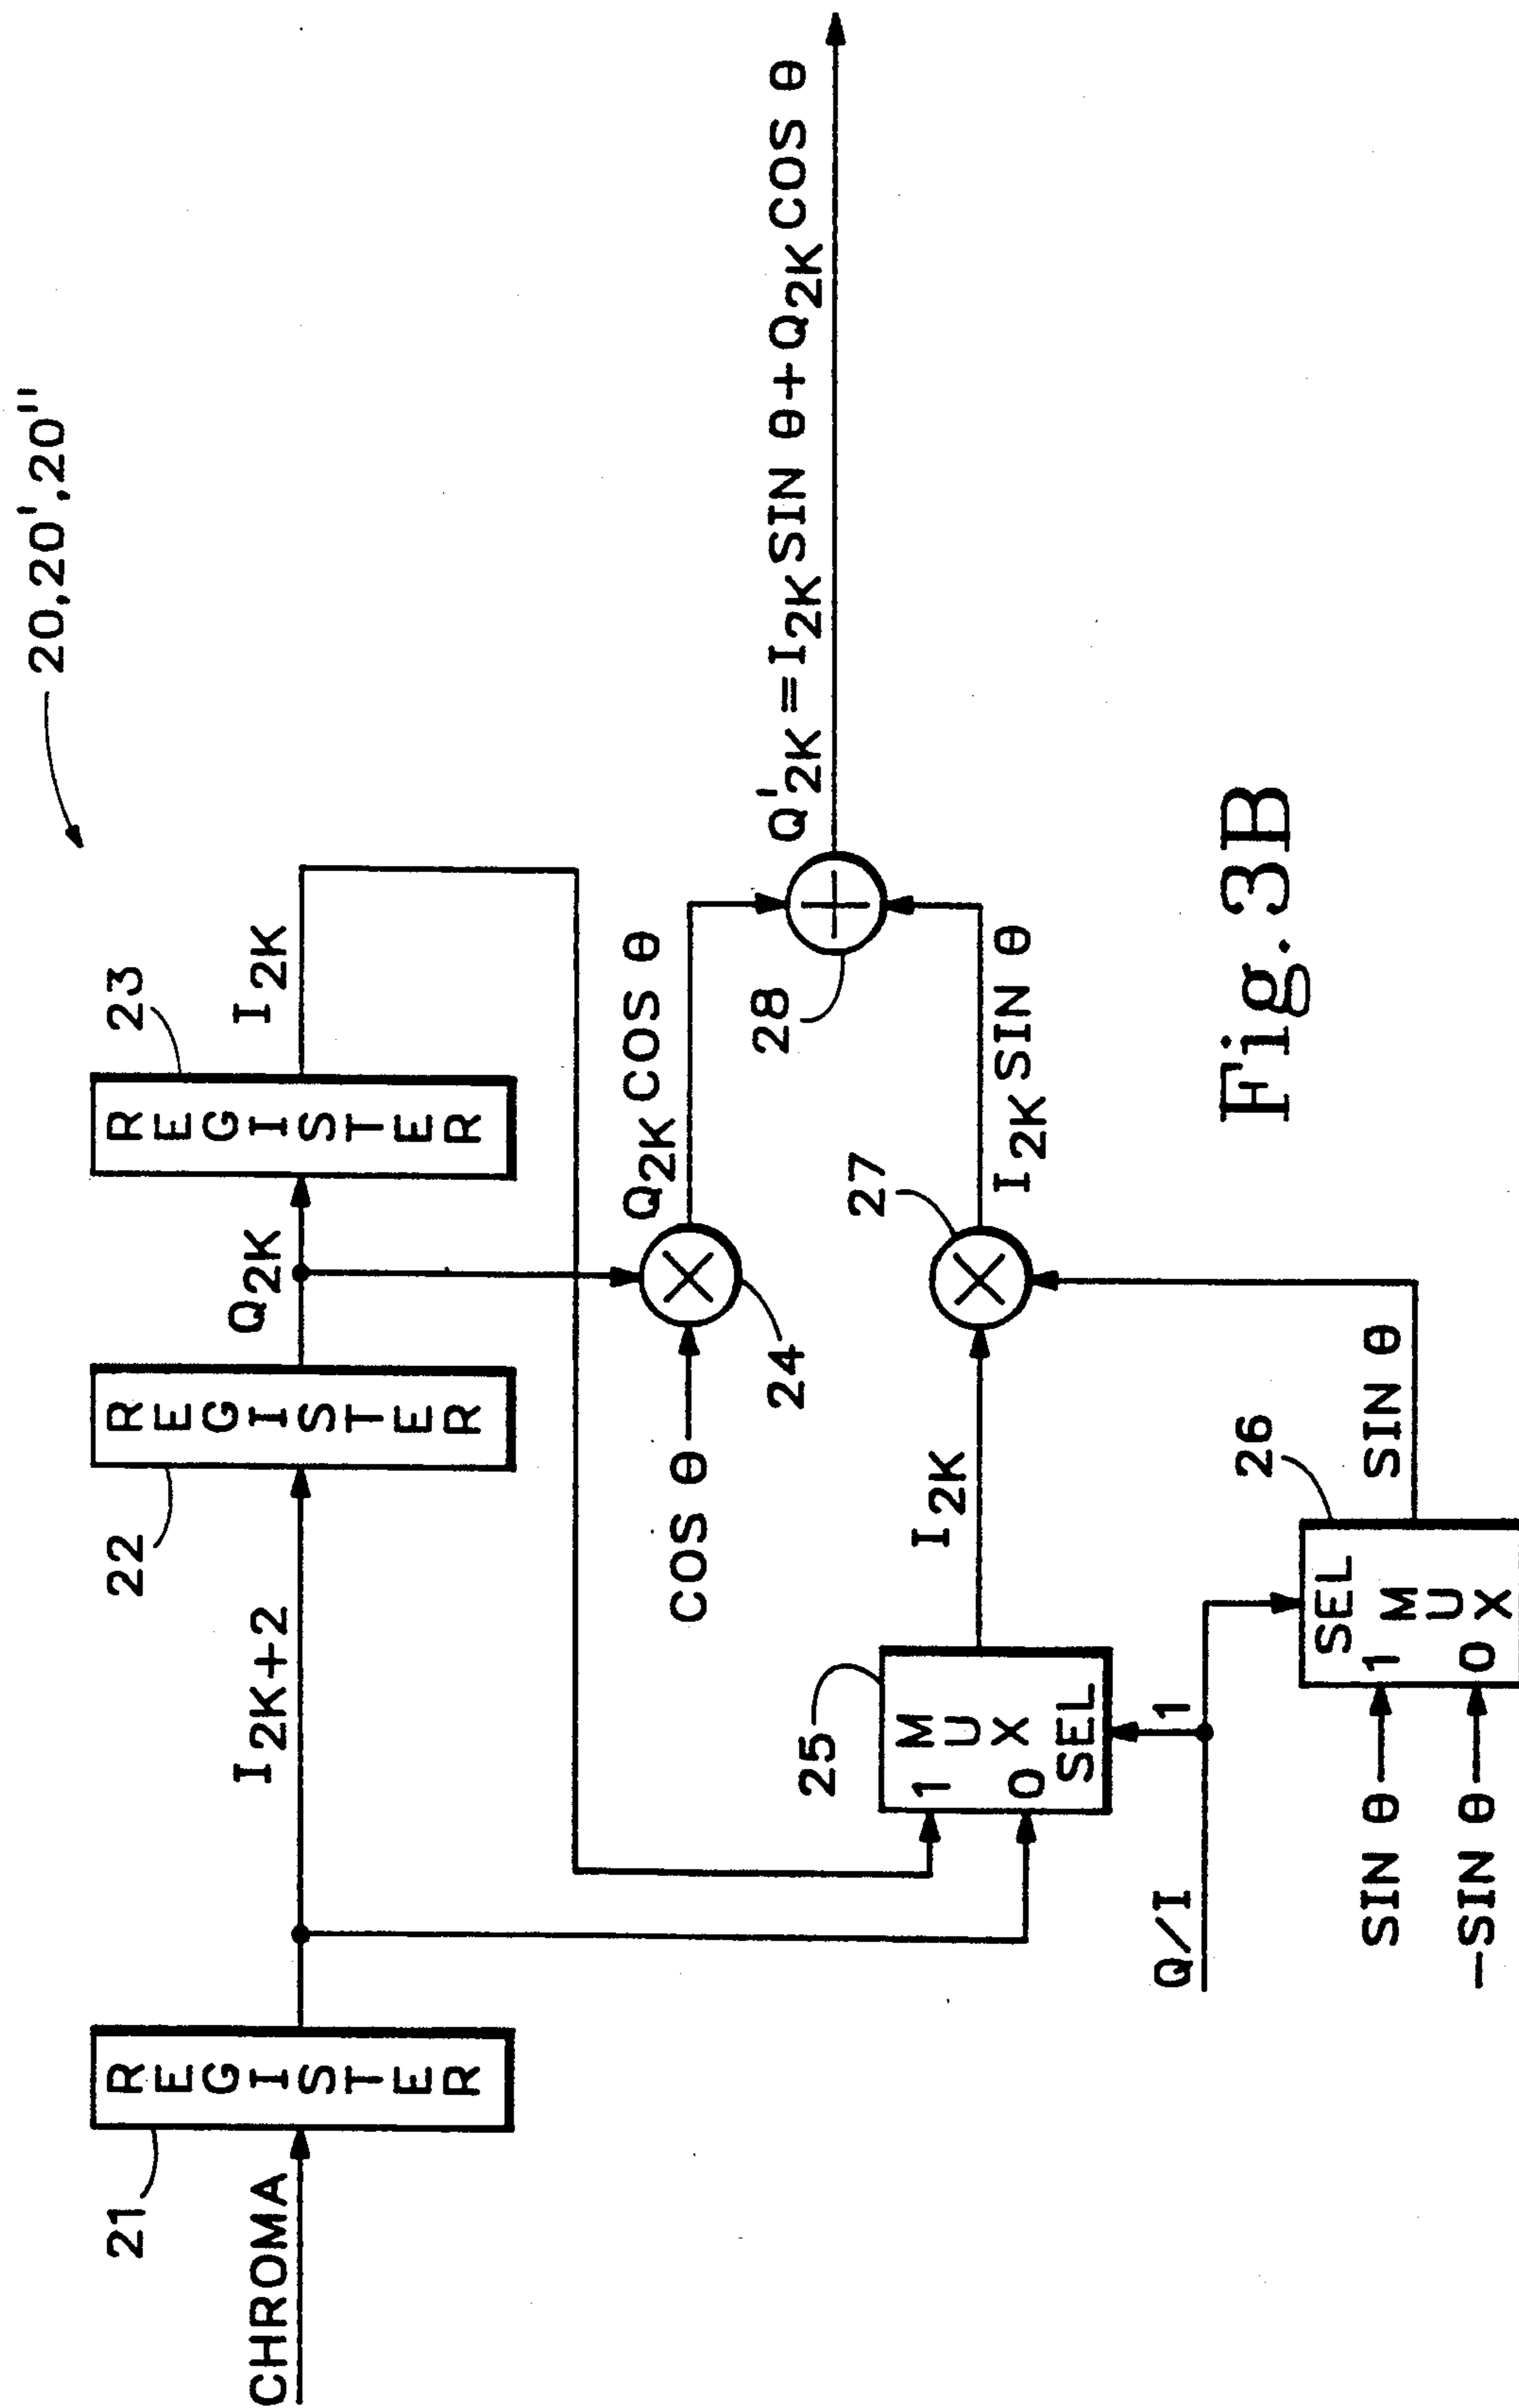 20,20',20"
21
22
23
REGISTER
REGISTER
REGISTER
CHROMA
I2K+2
Q2K
I2K
COS θ
24
Q2K COS θ
25
1 MUX
0
SEL
I2K
27
I2K SIN θ
28
Q'2K = I2K SIN θ + Q2K COS θ
Q/I
1
26
SEL
1 MUX
0
SIN θ
-SIN θ
SIN θ
Fig. 3B